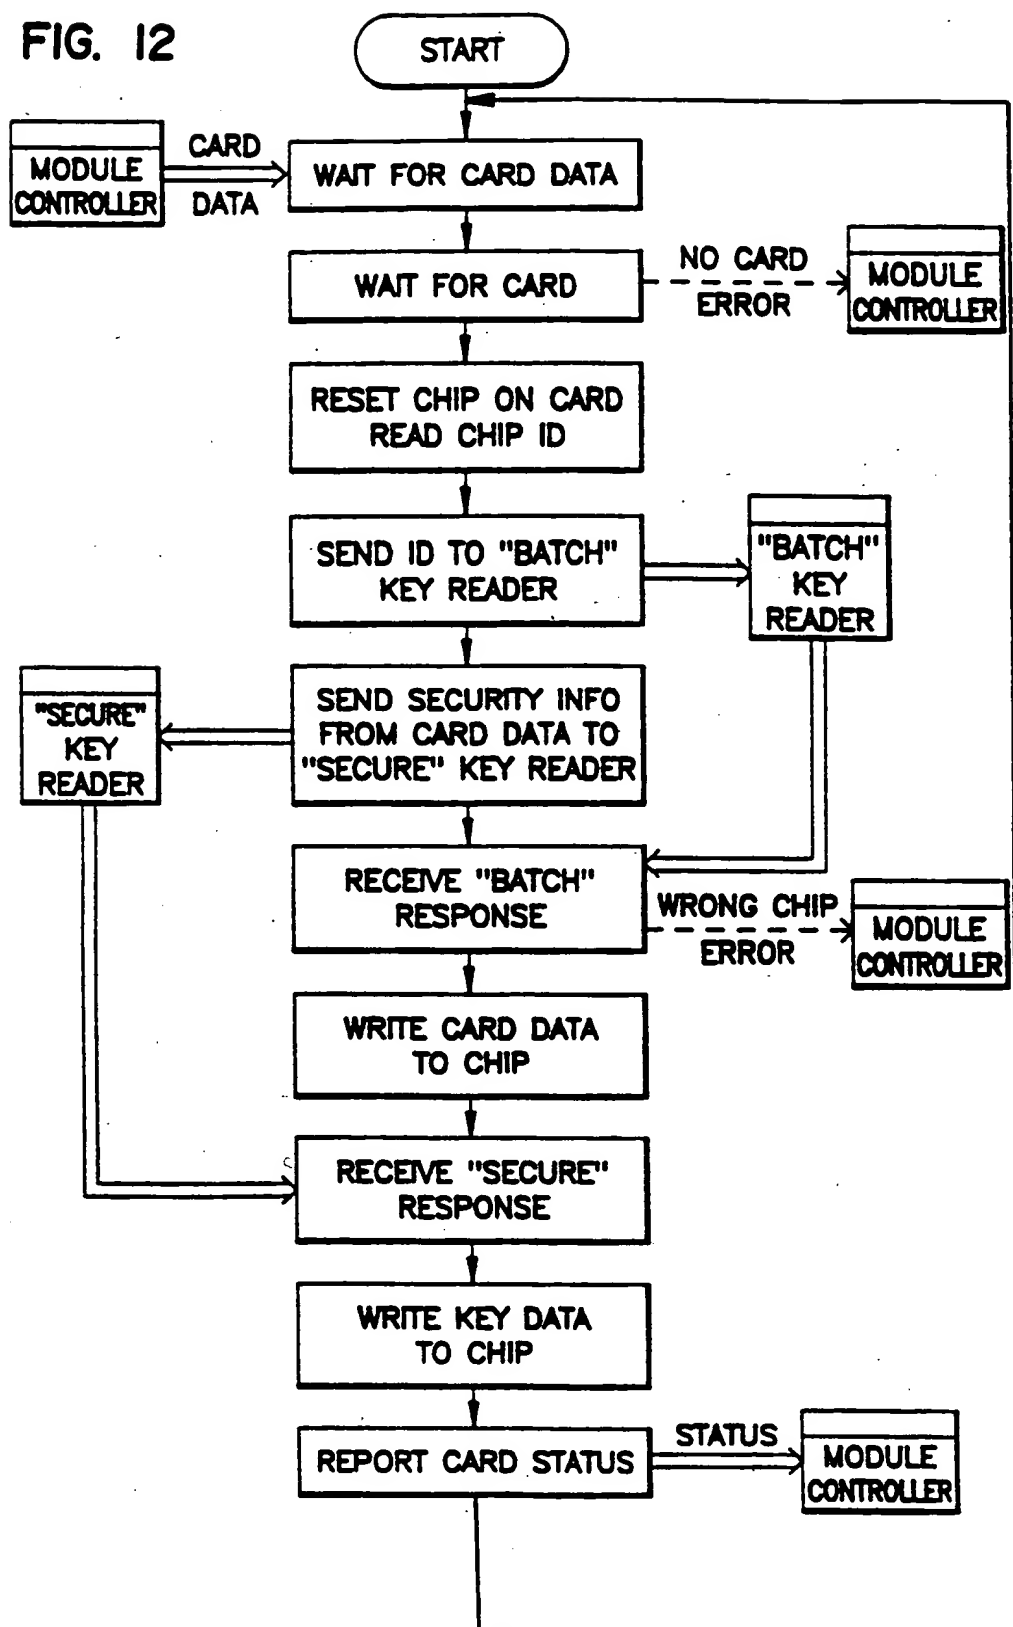 FIG. 12
START
MODULE
CONTROLLER
CARD
DATA
WAIT FOR CARD DATA
WAIT FOR CARD
NO CARD
ERROR
MODULE
CONTROLLER
RESET CHIP ON CARD
READ CHIP ID
SEND ID TO "BATCH"
KEY READER
"BATCH"
KEY
READER
"SECURE"
KEY
READER
SEND SECURITY INFO
FROM CARD DATA TO
"SECURE" KEY READER
RECEIVE "BATCH"
RESPONSE
WRONG CHIP
ERROR
MODULE
CONTROLLER
WRITE CARD DATA
TO CHIP
RECEIVE "SECURE"
RESPONSE
WRITE KEY DATA
TO CHIP
REPORT CARD STATUS
STATUS
MODULE
CONTROLLER